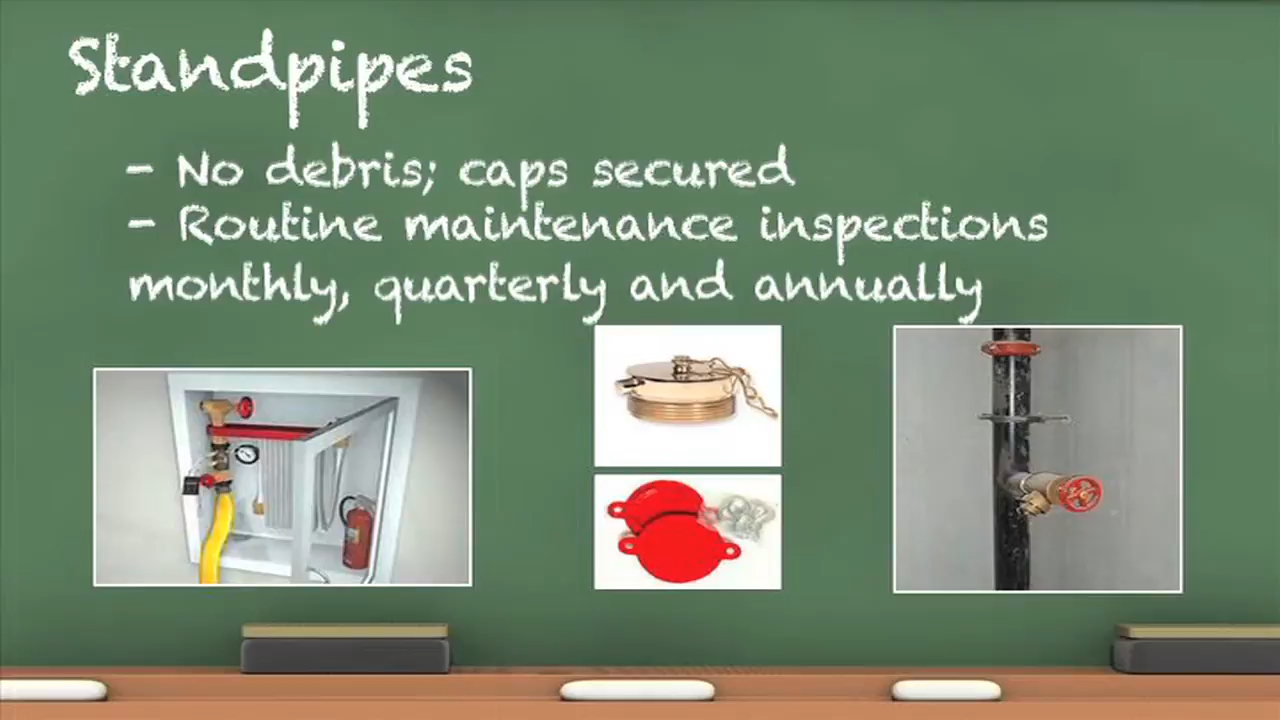 Standpipes
- No debris; caps secured
- Routine maintenance inspections
monthly, quarterly and annually